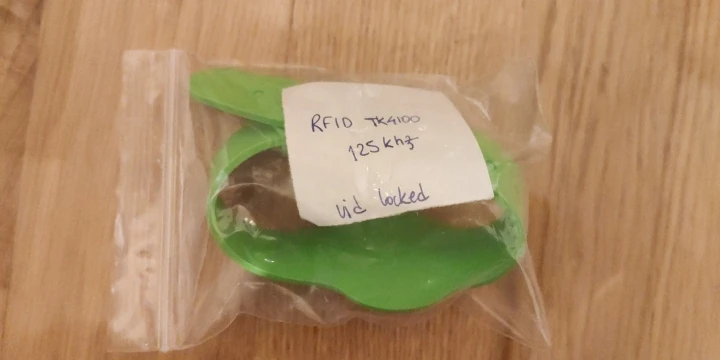 RFID TK4100
125 khz
uid locked